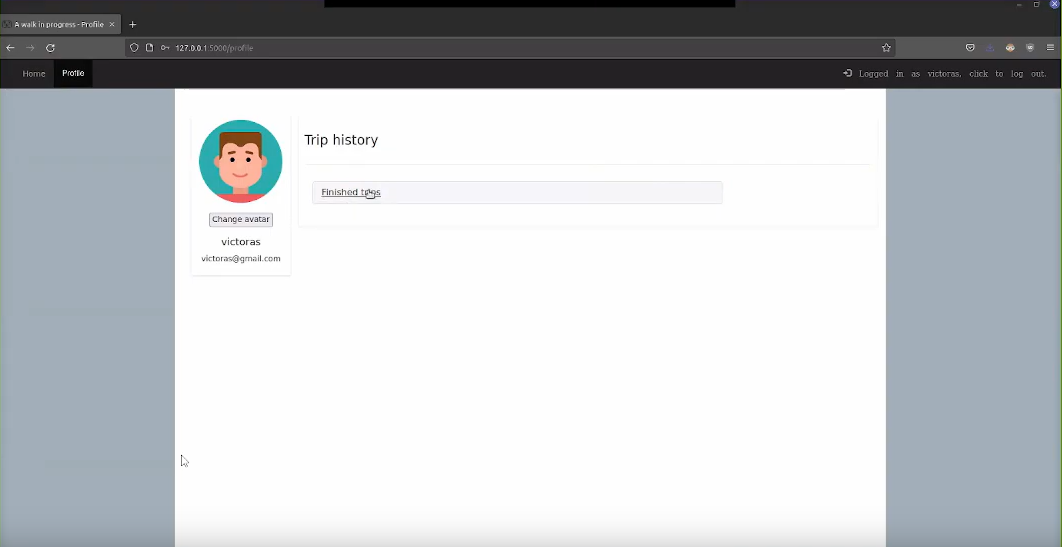 A walk in progress - Profile
127.0.0.1:5000/profile
Home Profile Logged in as victoras, click to log out.
Trip history
Finished trips
Change avatar
victoras
victoras@gmail.com